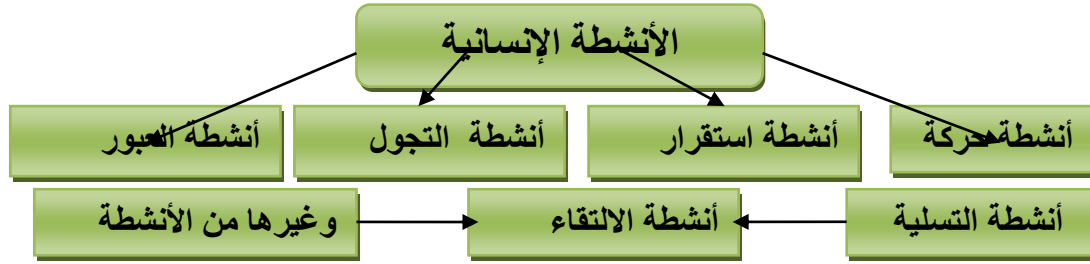 الأنشطة الإنسانية
أنشطة حركة
أنشطة استقرار
أنشطة التجول
أنشطة العبور
أنشطة التسلية
أنشطة الالتقاء
وغيرها من الأنشطة